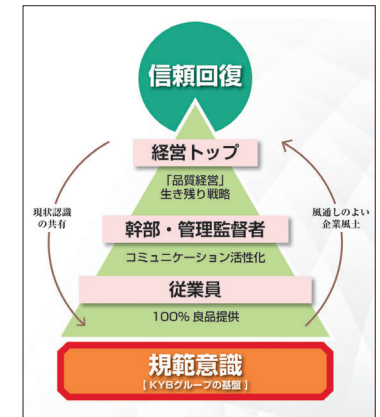 信頼回復
経営トップ
「品質経営」
生き残り戦略
現状認識
の共有
風通しのよい
企業風土
幹部・管理監督者
コミュニケーション活性化
従業員
100% 良品提供
規範意識
【 KYBグループの基盤 】